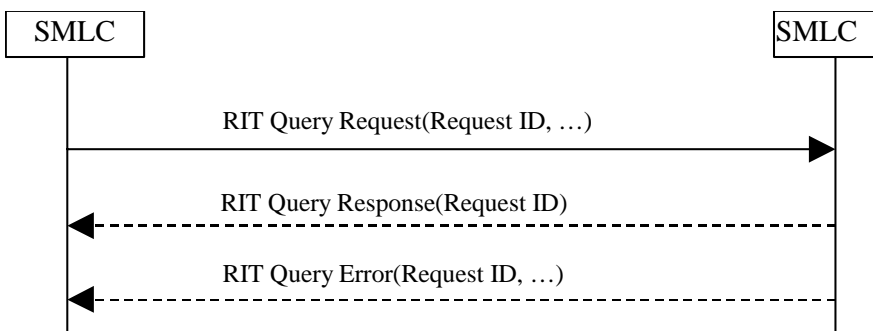 SMLC
SMLC
RIT Query Request(Request ID, …)
RIT Query Response(Request ID)
RIT Query Error(Request ID, …)